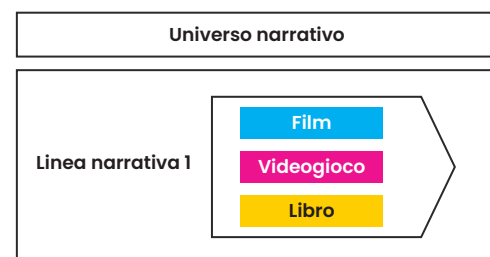 Universo narrativo
Linea narrativa 1
Film
Videogioco
Libro